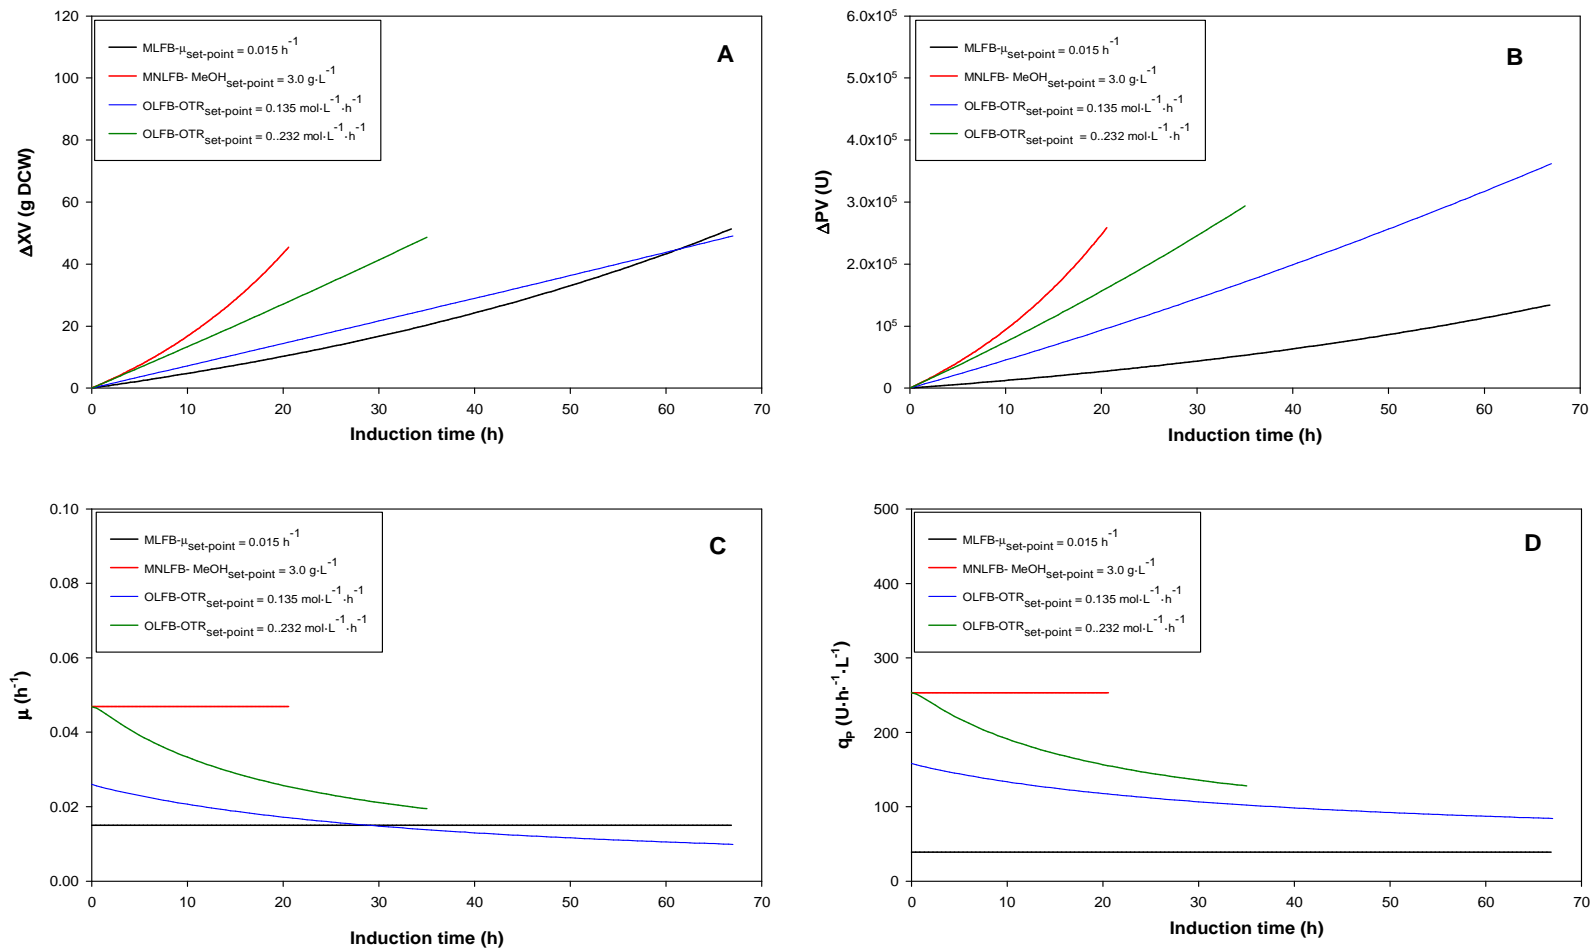 A
MLFB-μset-point = 0.015 h-1
MNLFB- MeOHset-point = 3.0 g·L-1
OLFB-OTRset-point = 0.135 mol·L-1·h-1
OLFB-OTRset-point = 0..232 mol·L-1·h-1
120
100
80
60
40
20
0
ΔXV (g DCW)
0 10 20 30 40 50 60 70
Induction time (h)
B
MLFB-μset-point = 0.015 h-1
MNLFB- MeOHset-point = 3.0 g·L-1
OLFB-OTRset-point = 0.135 mol·L-1·h-1
OLFB-OTRset-point = 0..232 mol·L-1·h-1
6.0x105
5.0x105
4.0x105
3.0x105
2.0x105
105
0
ΔPV (U)
0 10 20 30 40 50 60 70
Induction time (h)
C
MLFB-μset-point = 0.015 h-1
MNLFB- MeOHset-point = 3.0 g·L-1
OLFB-OTRset-point = 0.135 mol·L-1·h-1
OLFB-OTRset-point = 0..232 mol·L-1·h-1
0.10
0.08
0.06
0.04
0.02
0.00
μ (h-1)
0 10 20 30 40 50 60 70
Induction time (h)
D
MLFB-μset-point = 0.015 h-1
MNLFB- MeOHset-point = 3.0 g·L-1
OLFB-OTRset-point = 0.135 mol·L-1·h-1
OLFB-OTRset-point = 0..232 mol·L-1·h-1
500
400
300
200
100
0
qP (U·h·-1·L-1)
0 10 20 30 40 50 60 70
Induction time (h)